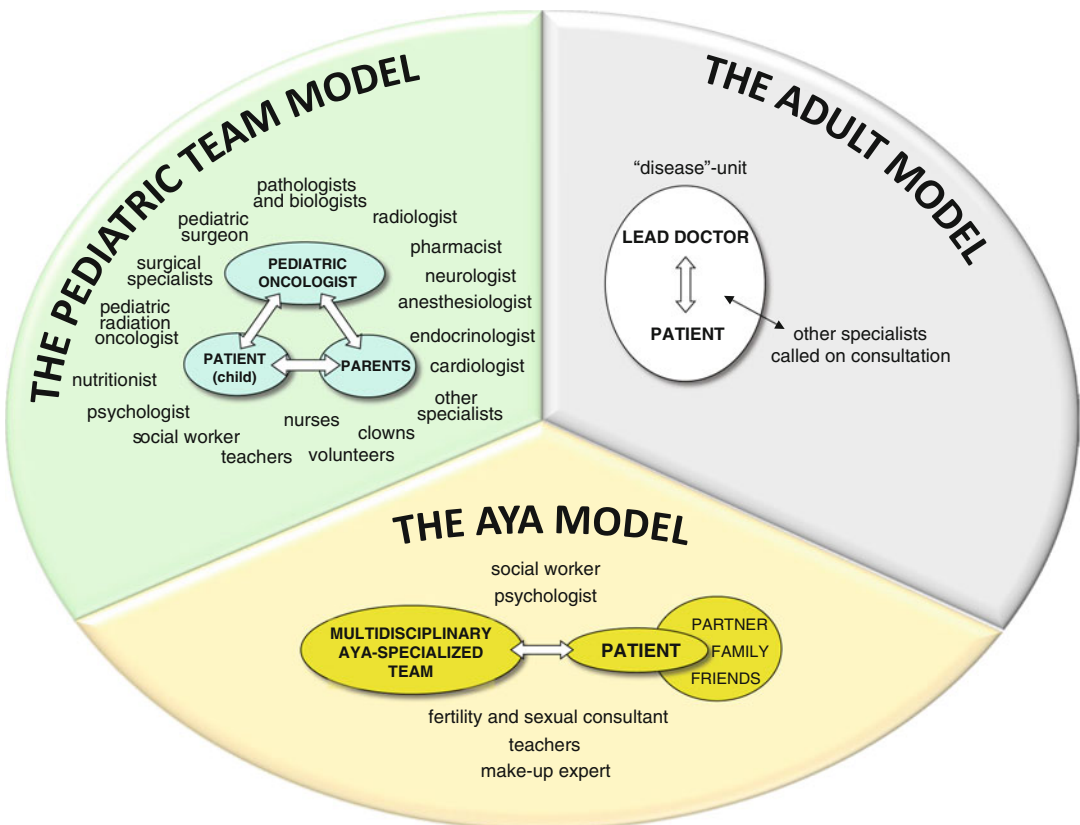 THE PEDIATRIC TEAM MODEL
pathologists
and biologists
pediatric
surgeon
radiologist
surgical
specialists
pharmacist
PEDIATRIC
ONCOLOGIST
neurologist
anesthesiologist
pediatric
radiation
oncologist
endocrinologist
PATIENT
(child)
PARENTS
cardiologist
nutritionist
other
specialists
psychologist
nurses
clowns
social worker
teachers
volunteers
THE ADULT MODEL
“disease”-unit
LEAD DOCTOR
PATIENT
other specialists
called on consultation
THE AYA MODEL
social worker
psychologist
MULTIDISCIPLINARY
AYA-SPECIALIZED
TEAM
PATIENT
PARTNER
FAMILY
FRIENDS
fertility and sexual consultant
teachers
make-up expert